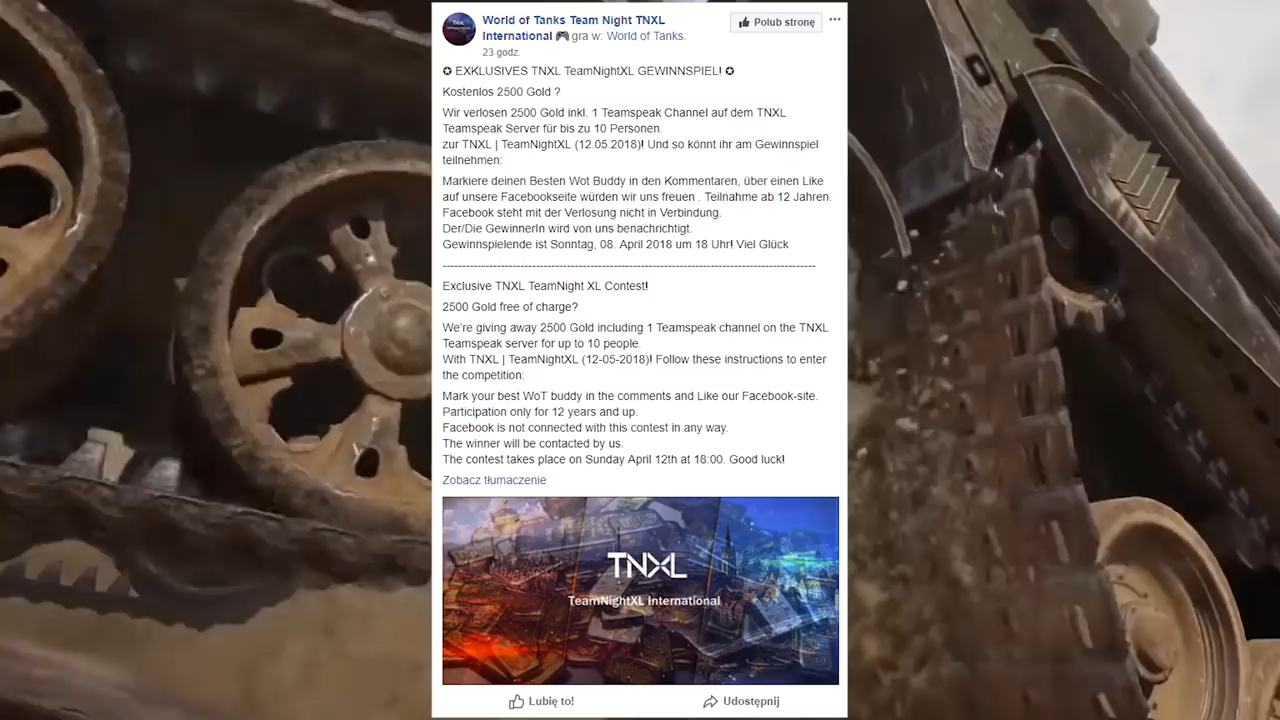 World of Tanks Team Night TNXL
International 🎮 gra w: World of Tanks.
Polub stronę
23 godz.
✪ EXKLUSIVES TNXL TeamNightXL GEWINNSPIEL! ✪
Kostenlos 2500 Gold ?
Wir verlosen 2500 Gold inkl. 1 Teamspeak Channel auf dem TNXL
Teamspeak Server für bis zu 10 Personen.
zur TNXL | TeamNightXL (12.05.2018)! Und so könnt ihr am Gewinnspiel
teilnehmen:
Markiere deinen Besten Wot Buddy in den Kommentaren, über einen Like
auf unsere Facebookseite würden wir uns freuen . Teilnahme ab 12 Jahren.
Facebook steht mit der Verlosung nicht in Verbindung.
Der/Die GewinnerIn wird von uns benachrichtigt.
Gewinnspielende ist Sonntag, 08. April 2018 um 18 Uhr! Viel Glück
---------------------------------------------------------------------------------------------
Exclusive TNXL TeamNight XL Contest!
2500 Gold free of charge?
We're giving away 2500 Gold including 1 Teamspeak channel on the TNXL
Teamspeak server for up to 10 people.
With TNXL | TeamNightXL (12-05-2018)! Follow these instructions to enter
the competition:
Mark your best WoT buddy in the comments and Like our Facebook-site.
Participation only for 12 years and up.
Facebook is not connected with this contest in any way.
The winner will be contacted by us.
The contest takes place on Sunday April 12th at 18:00. Good luck!
Zobacz tłumaczenie
TNXL
TeamNightXL International
Lubię to!
Udostępnij